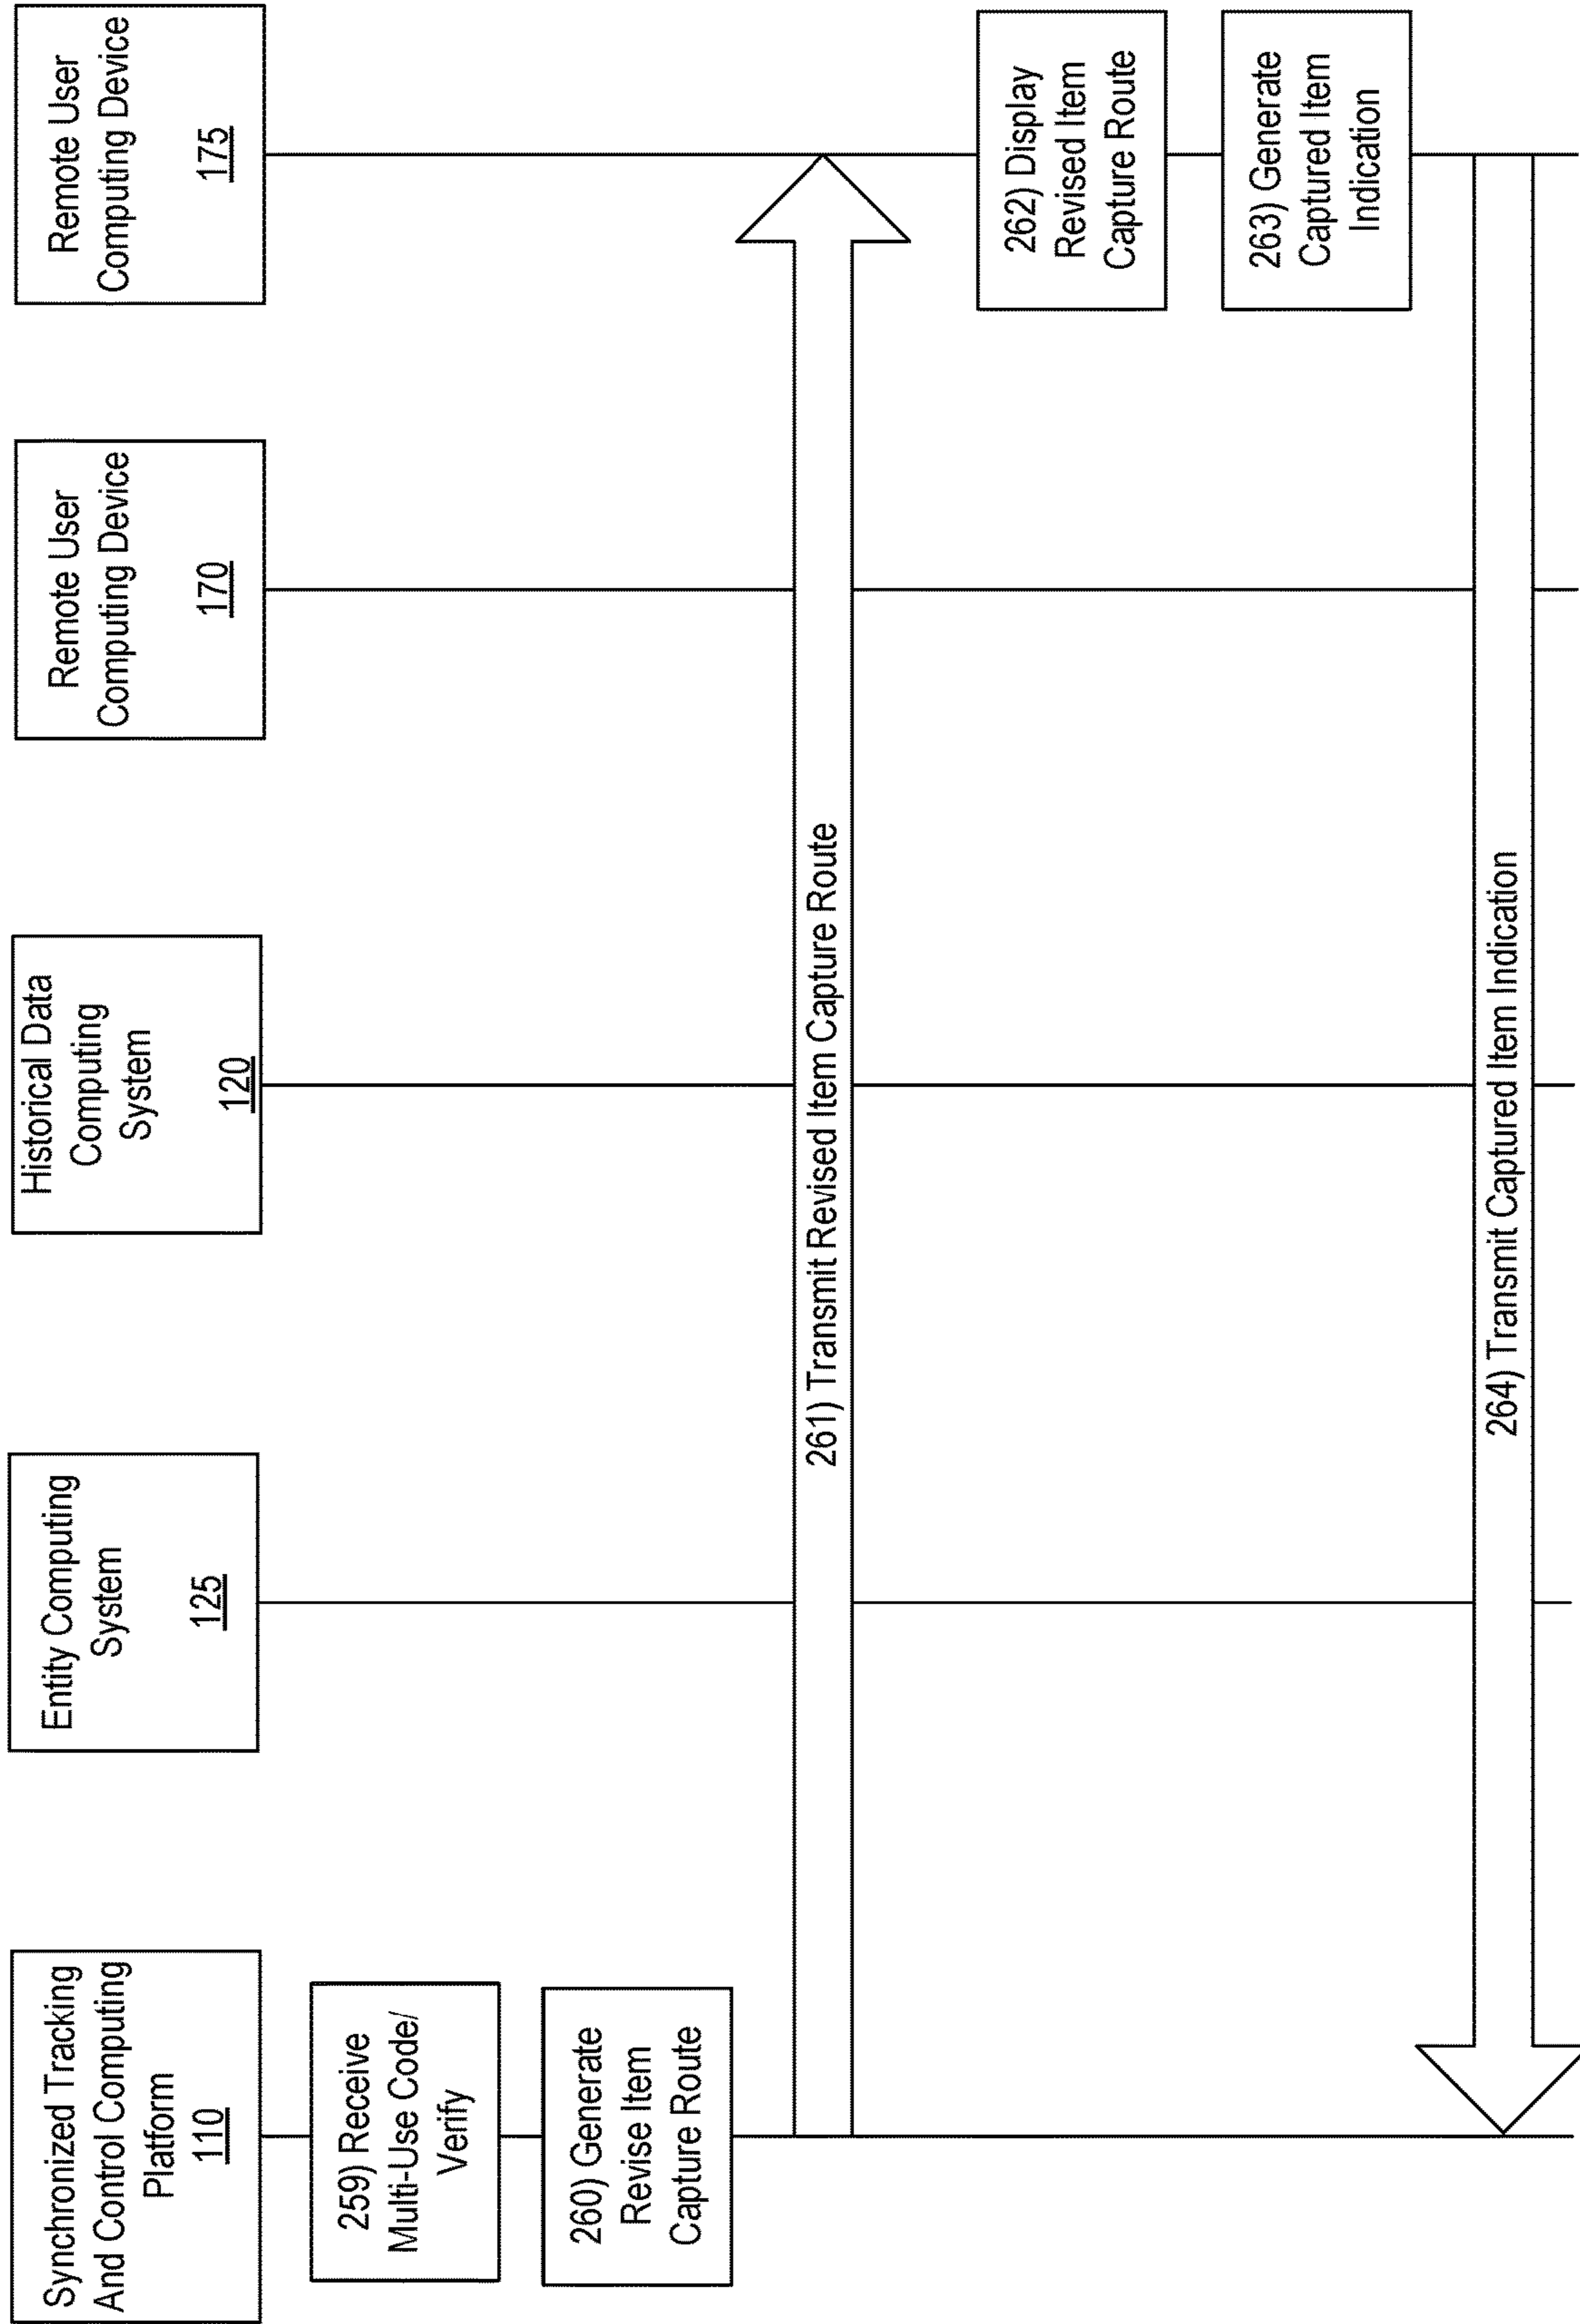 Synchronized Tracking
And Control Computing
Platform
110
Entity Computing
System
125
Historical Data
Computing
System
120
Remote User
Computing Device
170
Remote User
Computing Device
175
259) Receive
Multi-Use Code/
Verify
260) Generate
Revise Item
Capture Route
261) Transmit Revised Item Capture Route
262) Display
Revised Item
Capture Route
263) Generate
Captured Item
Indication
264) Transmit Captured Item Indication